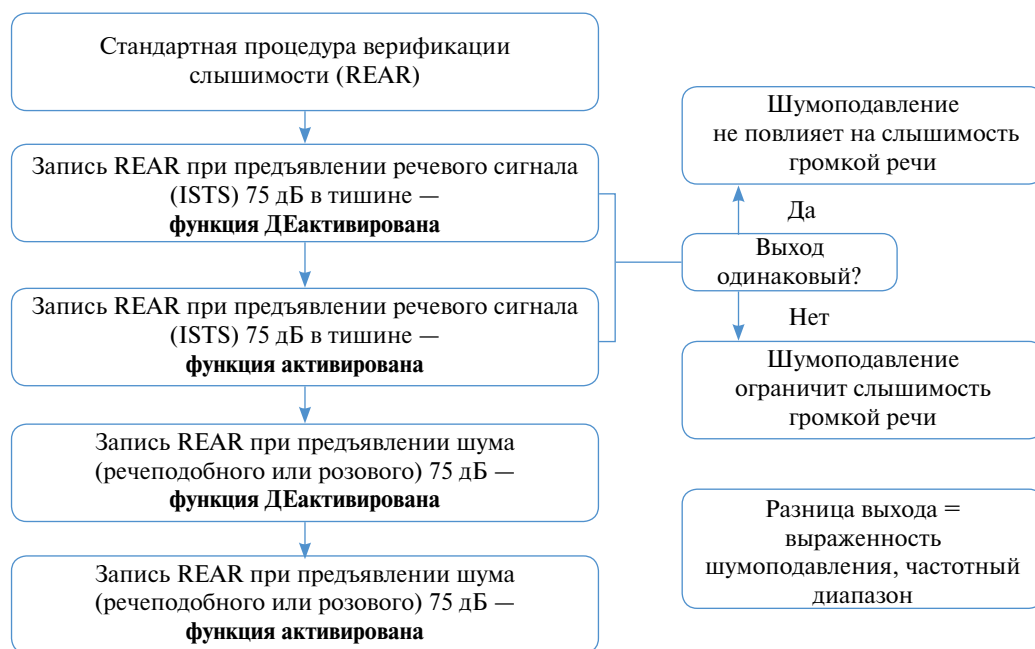 Стандартная процедура верификации
слышимости (REAR)
Запись REAR при предъявлении речевого сигнала
(ISTS) 75 дБ в тишине —
функция ДЕактивирована
Запись REAR при предъявлении речевого сигнала
(ISTS) 75 дБ в тишине —
функция активирована
Запись REAR при предъявлении шума
(речеподобного или розового) 75 дБ —
функция ДЕактивирована
Запись REAR при предъявлении шума
(речеподобного или розового) 75 дБ —
функция активирована
Шумоподавление
не повлияет на слышимость
громкой речи
Да
Выход
одинаковый?
Нет
Шумоподавление
ограничит слышимость
громкой речи
Разница выхода =
выраженность
шумоподавления, частотный
диапазон